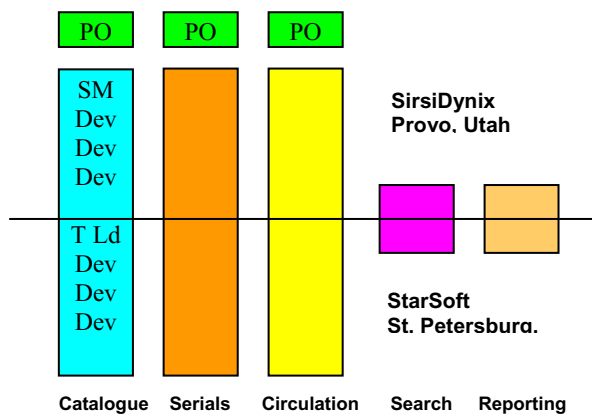 PO PO PO
SM
Dev
Dev
Dev
SirsiDynix
Provo, Utah
T Ld
Dev
Dev
Dev
StarSoft
St. Petersburg.
Catalogue Serials Circulation Search Reporting